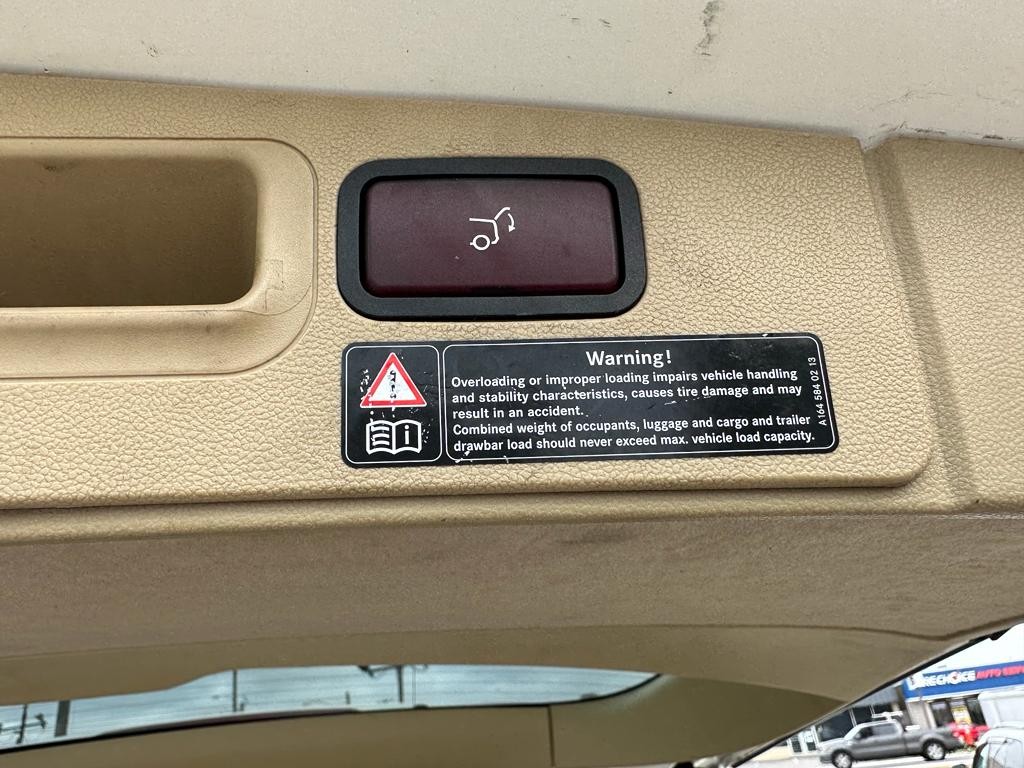 Warning!
Overloading or improper loading impairs vehicle handling
and stability characteristics, causes tire damage and may
result in an accident.
Combined weight of occupants, luggage and cargo and trailer
drawbar load should never exceed max. vehicle load capacity.
A164 584 02 13
AUTO